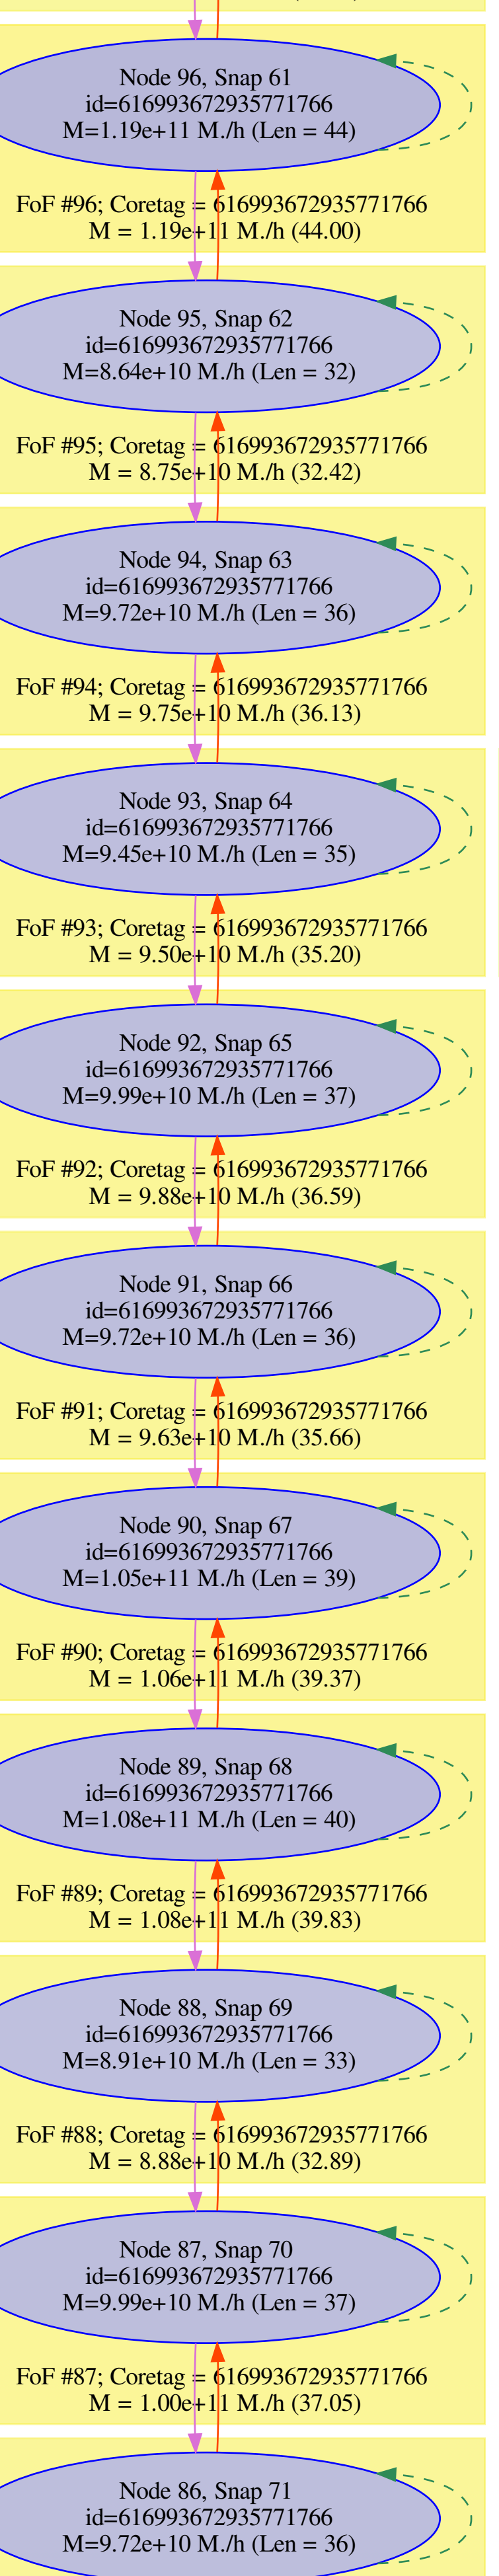 Node 96, Snap 61
id=616993672935771766
M=1.19e+11 M./h (Len = 44)
FoF #96; Coretag = 616993672935771766
M = 1.19e+11 M./h (44.00)
Node 95, Snap 62
id=616993672935771766
M=8.64e+10 M./h (Len = 32)
FoF #95; Coretag = 616993672935771766
M = 8.75e+10 M./h (32.42)
Node 94, Snap 63
id=616993672935771766
M=9.72e+10 M./h (Len = 36)
FoF #94; Coretag = 616993672935771766
M = 9.75e+10 M./h (36.13)
Node 93, Snap 64
id=616993672935771766
M=9.45e+10 M./h (Len = 35)
FoF #93; Coretag = 616993672935771766
M = 9.50e+10 M./h (35.20)
Node 92, Snap 65
id=616993672935771766
M=9.99e+10 M./h (Len = 37)
FoF #92; Coretag = 616993672935771766
M = 9.88e+10 M./h (36.59)
Node 91, Snap 66
id=616993672935771766
M=9.72e+10 M./h (Len = 36)
FoF #91; Coretag = 616993672935771766
M = 9.63e+10 M./h (35.66)
Node 90, Snap 67
id=616993672935771766
M=1.05e+11 M./h (Len = 39)
FoF #90; Coretag = 616993672935771766
M = 1.06e+11 M./h (39.37)
Node 89, Snap 68
id=616993672935771766
M=1.08e+11 M./h (Len = 40)
FoF #89; Coretag = 616993672935771766
M = 1.08e+11 M./h (39.83)
Node 88, Snap 69
id=616993672935771766
M=8.91e+10 M./h (Len = 33)
FoF #88; Coretag = 616993672935771766
M = 8.88e+10 M./h (32.89)
Node 87, Snap 70
id=616993672935771766
M=9.99e+10 M./h (Len = 37)
FoF #87; Coretag = 616993672935771766
M = 1.00e+11 M./h (37.05)
Node 86, Snap 71
id=616993672935771766
M=9.72e+10 M./h (Len = 36)